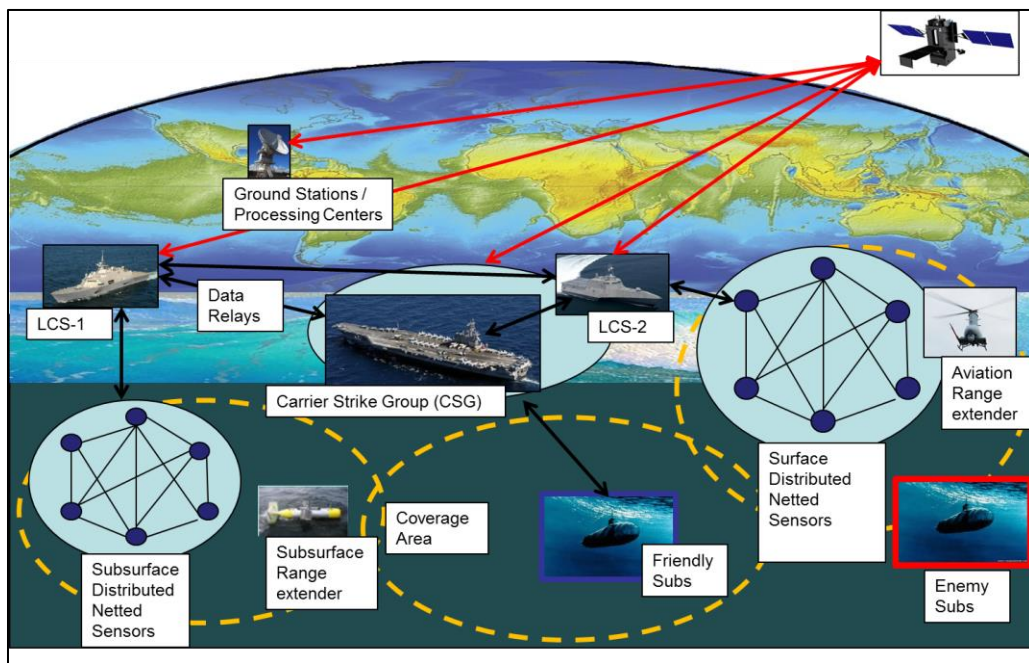 Ground Stations /
Processing Centers
LCS-1
Data
Relays
LCS-2
Carrier Strike Group (CSG)
Aviation
Range
extender
Subsurface
Distributed
Netted
Sensors
Subsurface
Range
extender
Coverage
Area
Friendly
Subs
Surface
Distributed
Netted
Sensors
Enemy
Subs